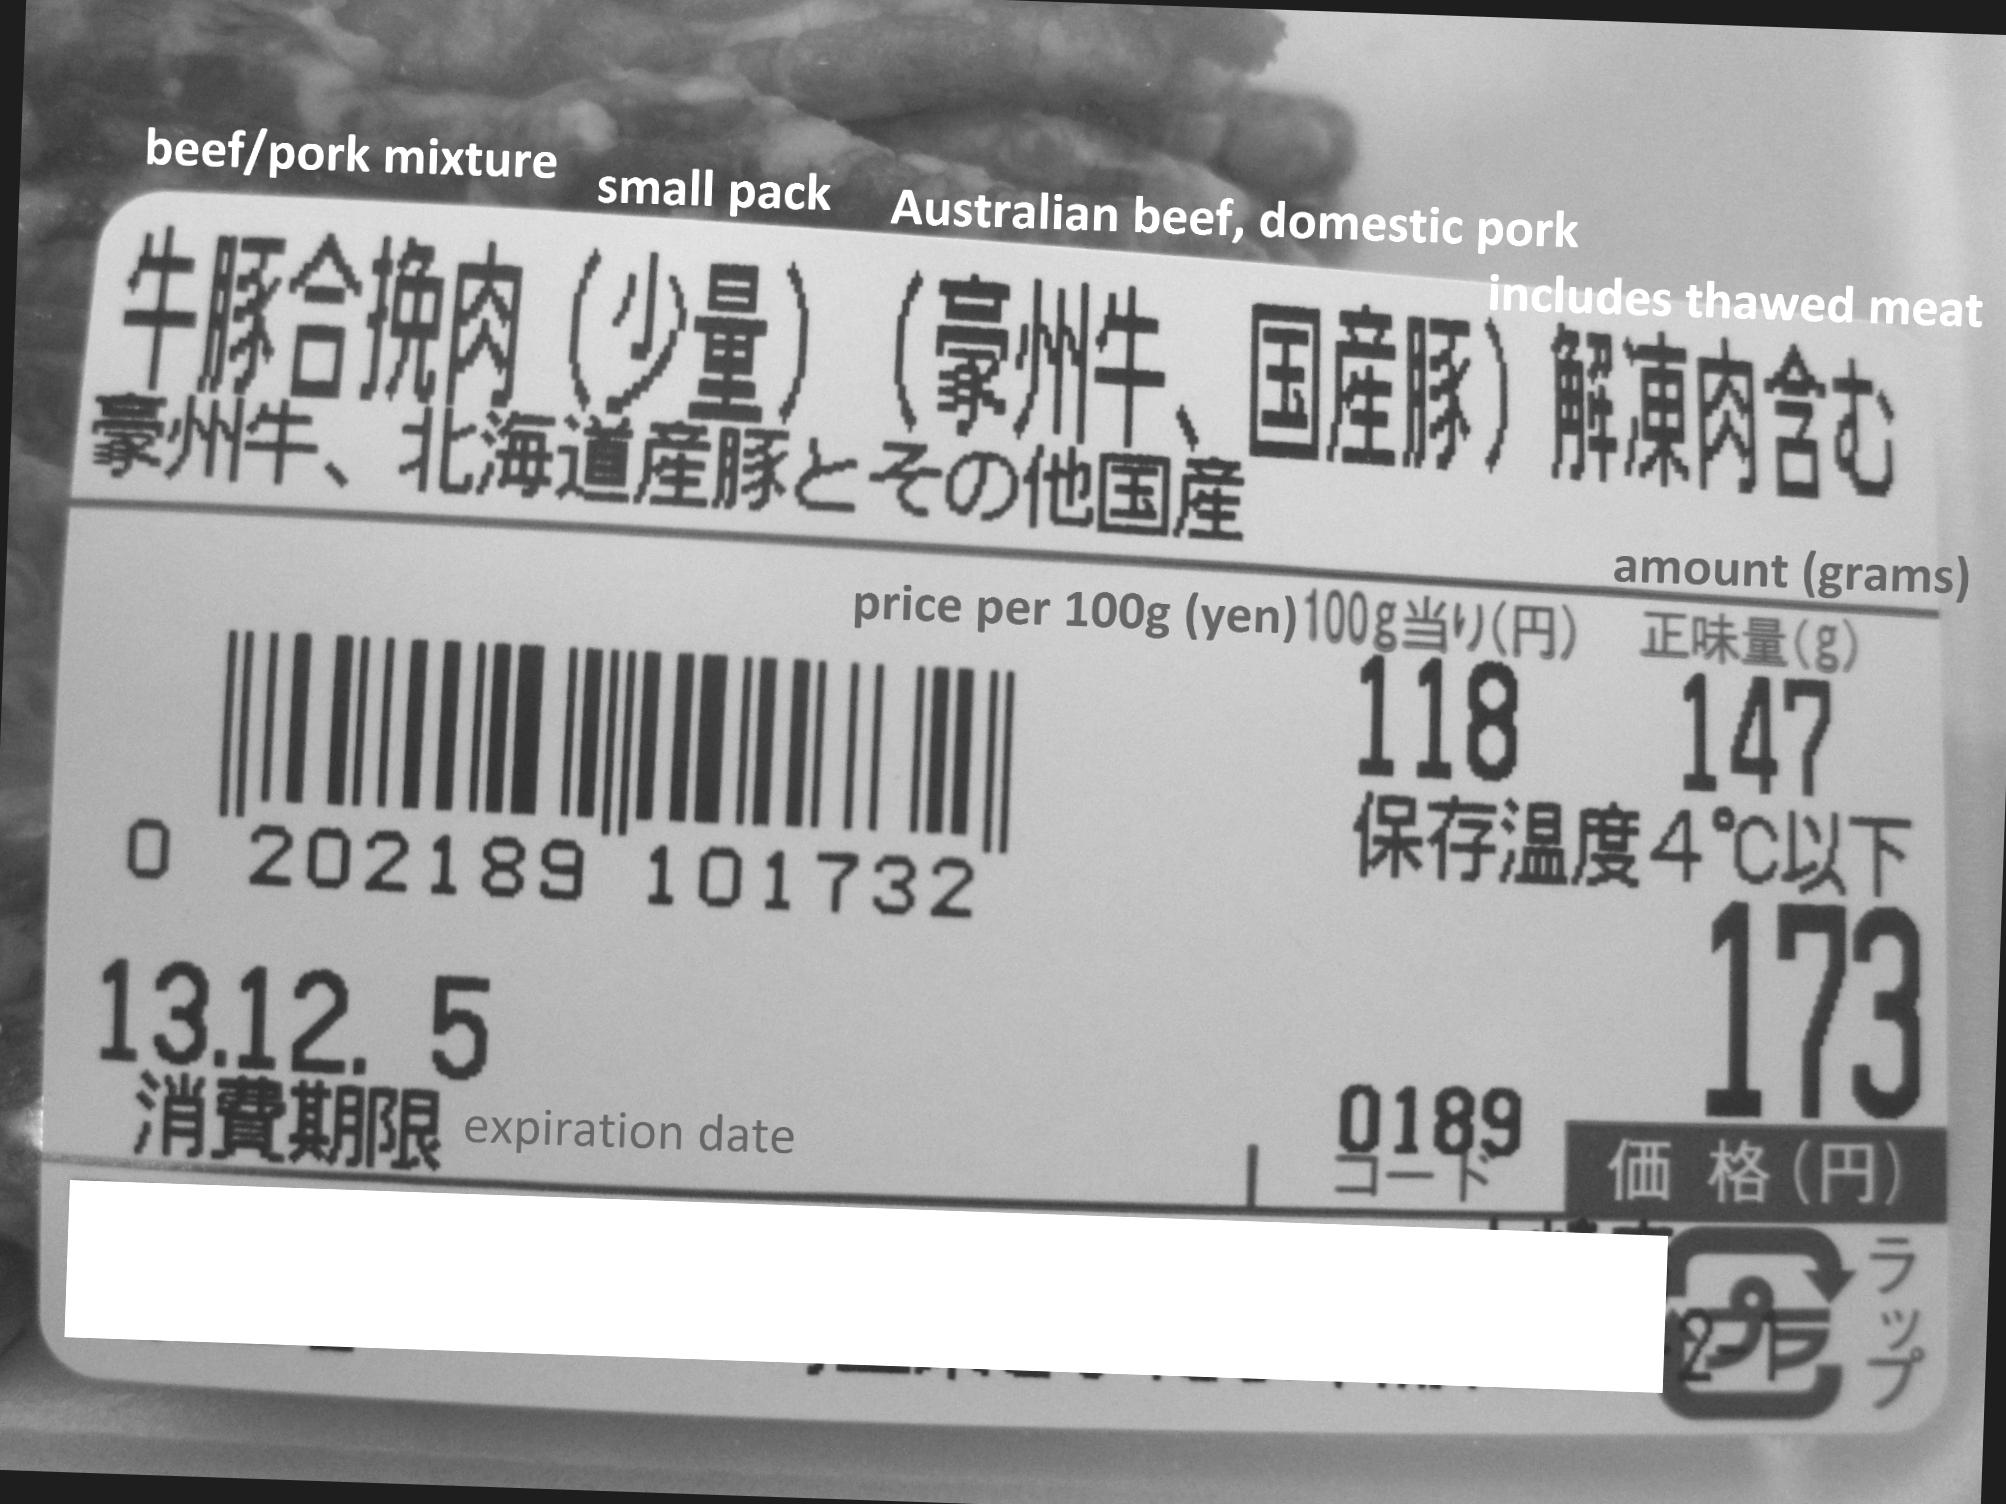 beef/pork mixture
small pack
Australian beef, domestic pork
includes thawed meat
牛豚合挽肉（少量）（豪州牛、国産豚）解凍肉含む
豪州牛、北海道産豚とその他国産
amount (grams)
price per 100g (yen) 100g当り(円) 正味量(g)
118 147
保存温度4℃以下
0 202189 101732
173
13.12. 5
消費期限 expiration date
0189
コード
価格(円)
プラ
ラップ